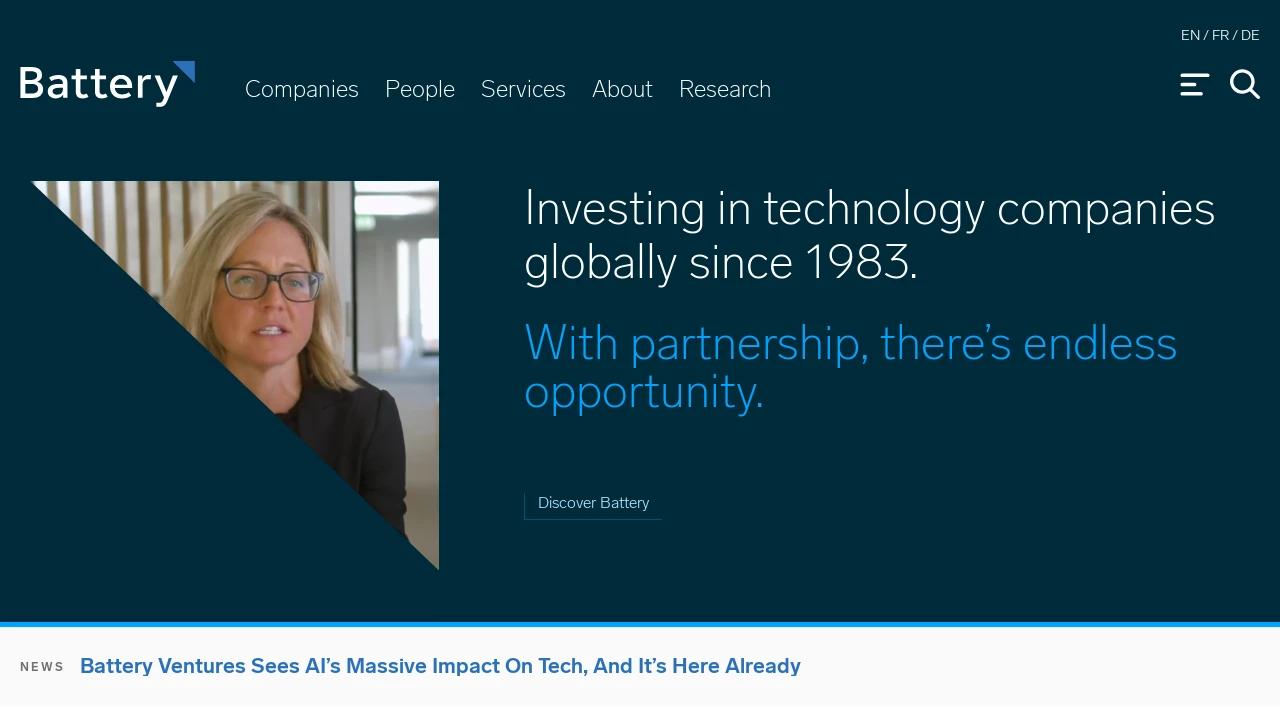 EN / FR / DE
Battery
Companies People Services About Research
Investing in technology companies
globally since 1983.
With partnership, there’s endless
opportunity.
Discover Battery
NEWS Battery Ventures Sees AI’s Massive Impact On Tech, And It’s Here Already